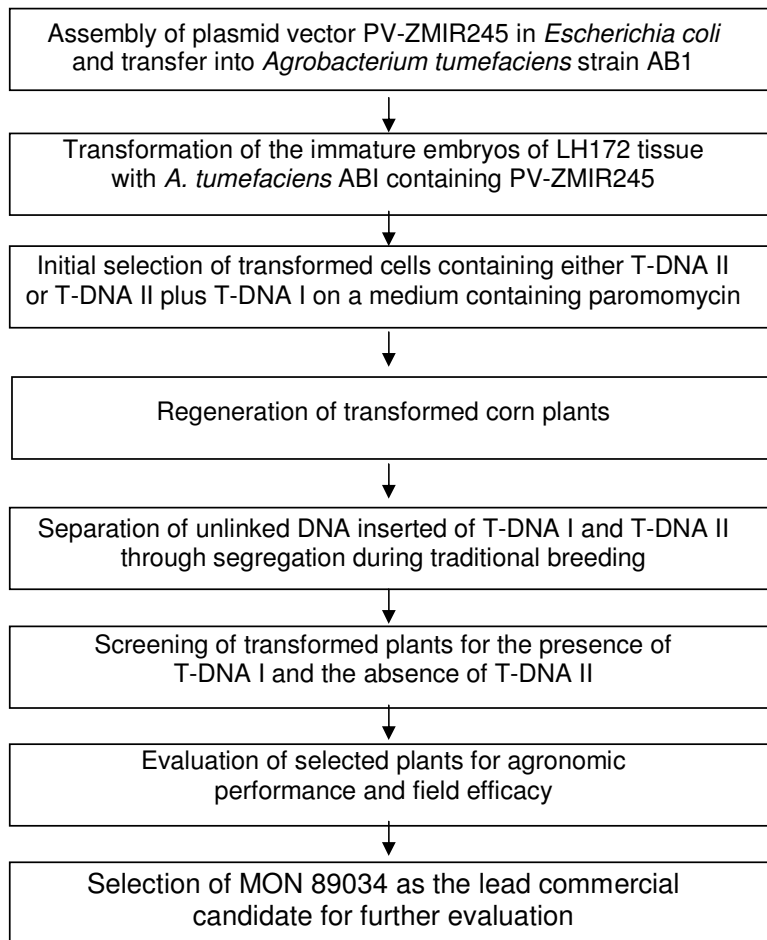 Assembly of plasmid vector PV-ZMIR245 in Escherichia coli
and transfer into Agrobacterium tumefaciens strain AB1
Transformation of the immature embryos of LH172 tissue
with A. tumefaciens ABI containing PV-ZMIR245
Initial selection of transformed cells containing either T-DNA II
or T-DNA II plus T-DNA I on a medium containing paromomycin
Regeneration of transformed corn plants
Separation of unlinked DNA inserted of T-DNA I and T-DNA II
through segregation during traditional breeding
Screening of transformed plants for the presence of
T-DNA I and the absence of T-DNA II
Evaluation of selected plants for agronomic
performance and field efficacy
Selection of MON 89034 as the lead commercial
candidate for further evaluation